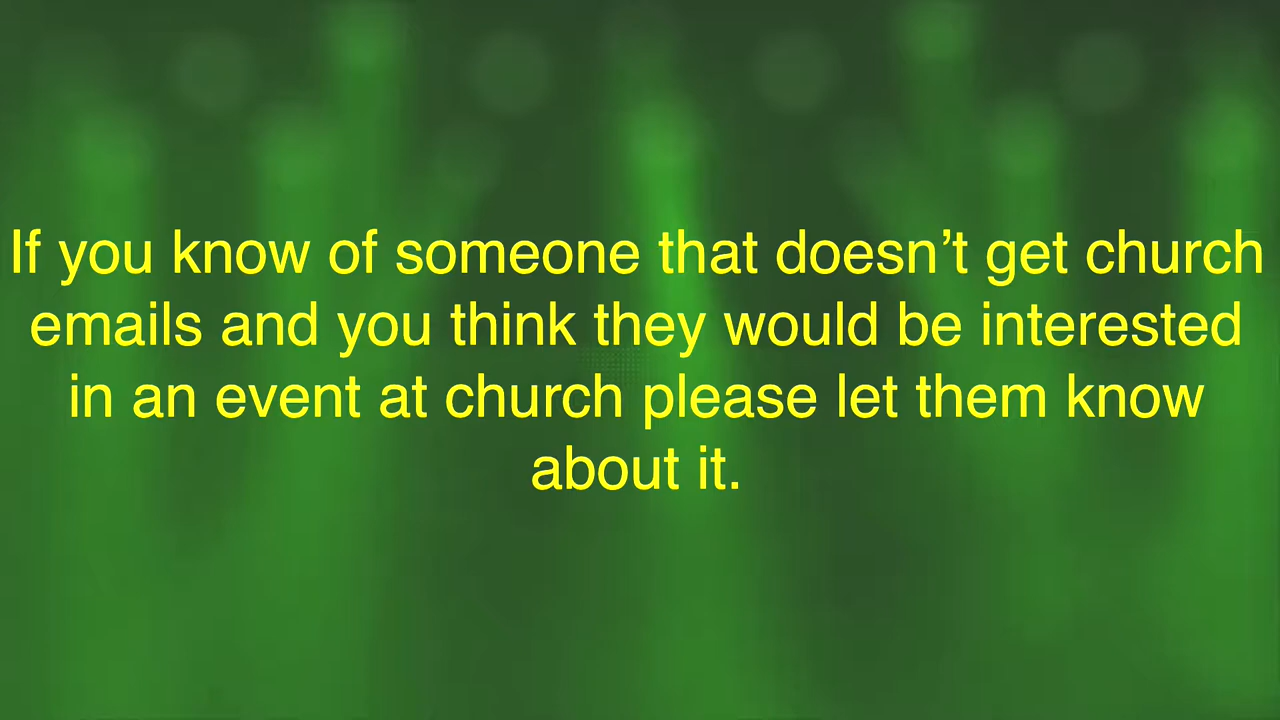 If you know of someone that doesn’t get church
emails and you think they would be interested
in an event at church please let them know
about it.